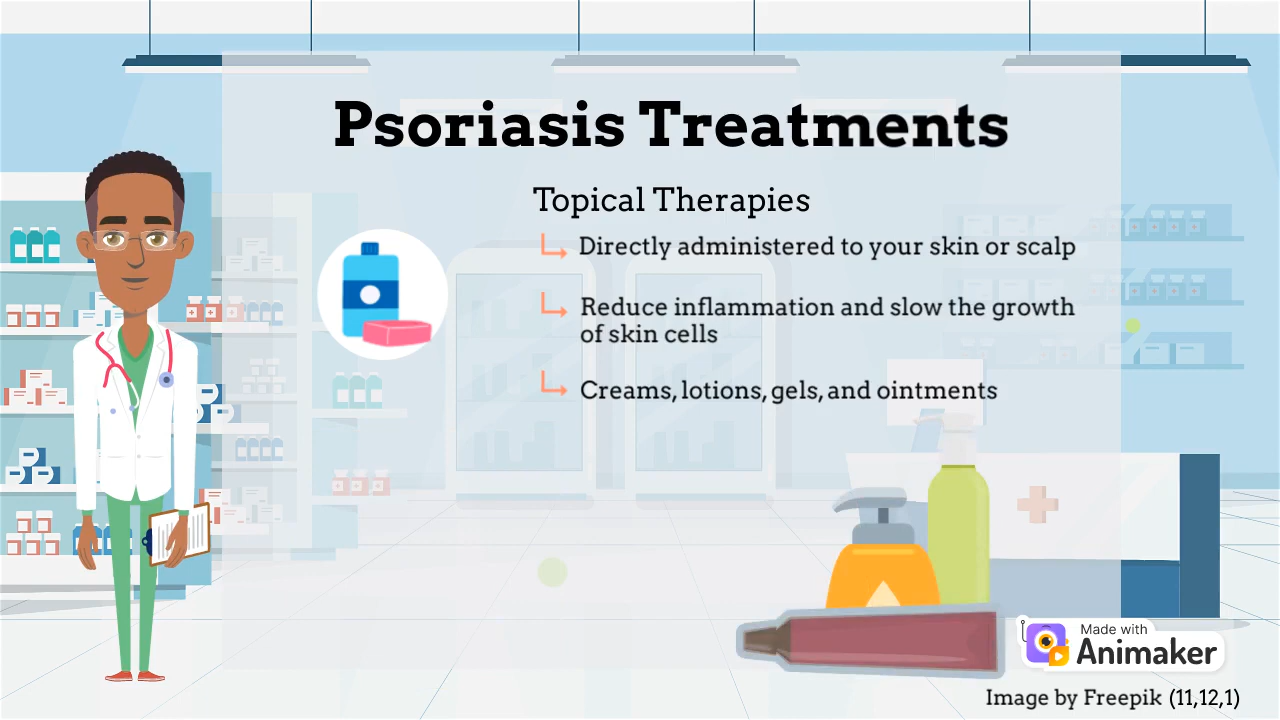 Psoriasis Treatments
Topical Therapies
Directly administered to your skin or scalp
Reduce inflammation and slow the growth
of skin cells
Creams, lotions, gels, and ointments
Made with
Animaker
Image by Freepik (11,12,1)